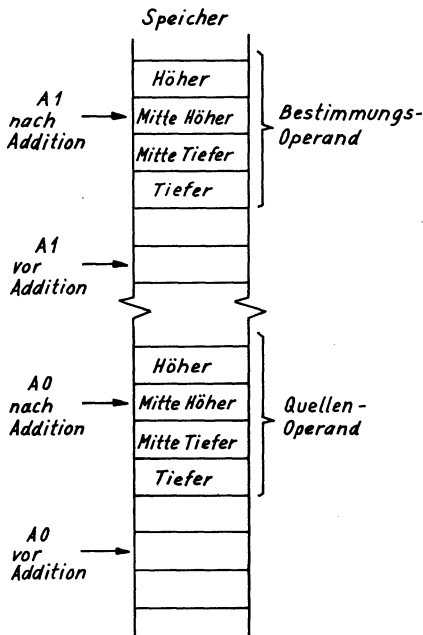 Speicher
Höher
A1
nach
Addition
Mitte Höher
Bestimmungs-
Operand
Mitte Tiefer
Tiefer
A1
vor
Addition
Höher
A0
nach
Addition
Mitte Höher
Quellen-
Operand
Mitte Tiefer
Tiefer
A0
vor
Addition